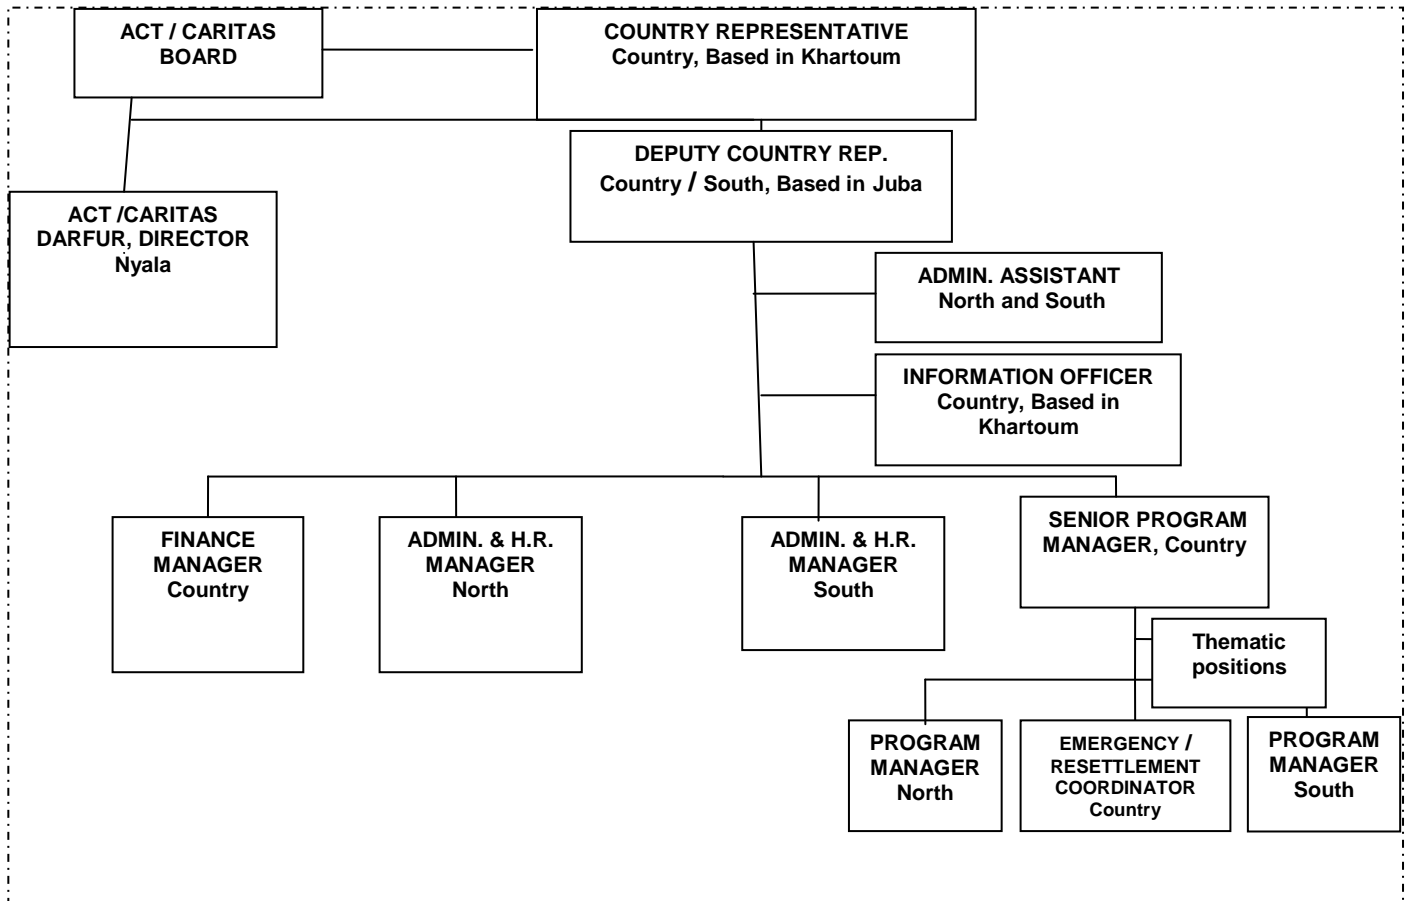 ACT / CARITAS
BOARD
COUNTRY REPRESENTATIVE
Country, Based in Khartoum
DEPUTY COUNTRY REP.
Country / South, Based in Juba
ACT /CARITAS
DARFUR, DIRECTOR
Nyala
ADMIN. ASSISTANT
North and South
INFORMATION OFFICER
Country, Based in
Khartoum
FINANCE
MANAGER
Country
ADMIN. & H.R.
MANAGER
North
ADMIN. & H.R.
MANAGER
South
SENIOR PROGRAM
MANAGER, Country
Thematic
positions
PROGRAM
MANAGER
North
EMERGENCY /
RESETTLEMENT
COORDINATOR
Country
PROGRAM
MANAGER
South